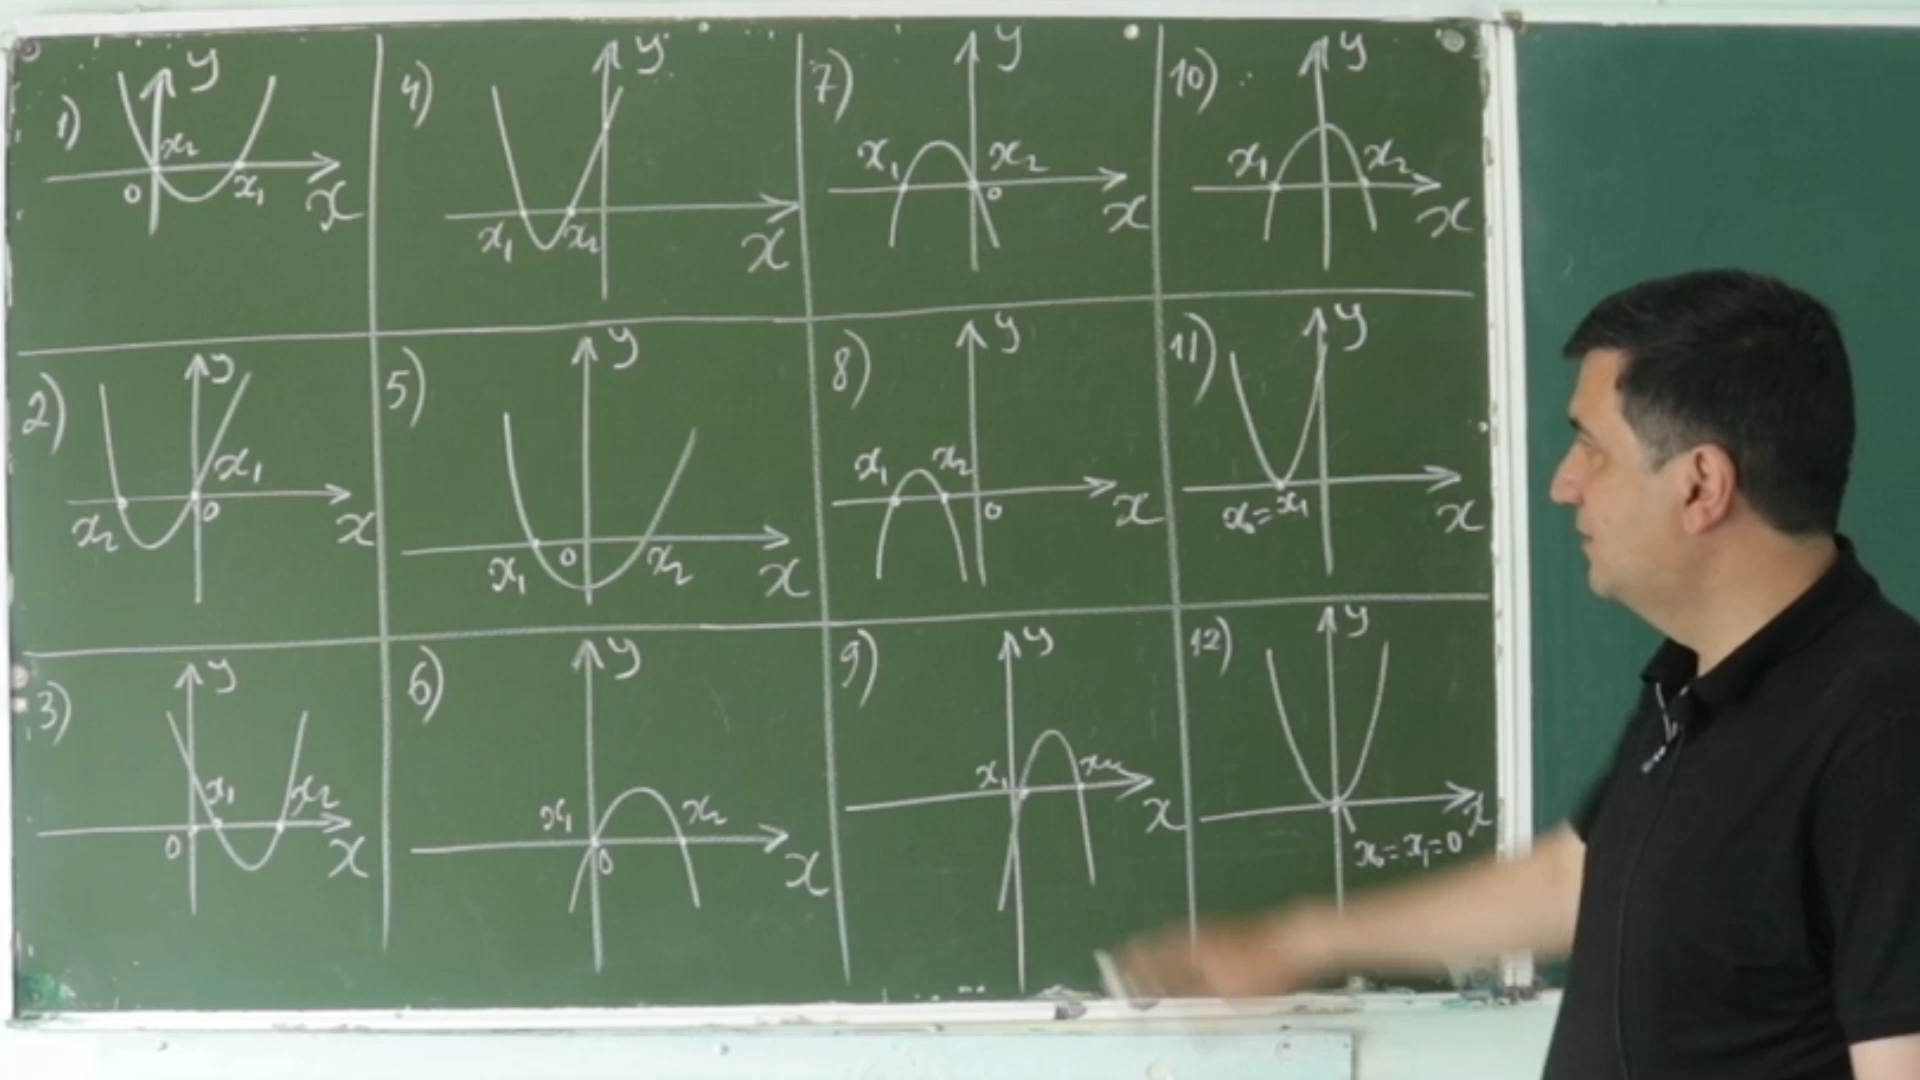 1) y x₂ 0 x₁ x
2) y x₁ x₂ 0 x
3) y x₁ x₂ 0 x
4) y x₁ x₂ x
5) y x₁ 0 x₂ x
6) y x₁ x₂ 0 x
7) y x₁ x₂ 0 x
8) y x₁ x₂ 0 x
9) y x₁ x₂ x
10) y x₁ x₂ x
11) y x₀=x₁ x
12) y x x₀=x₁=0